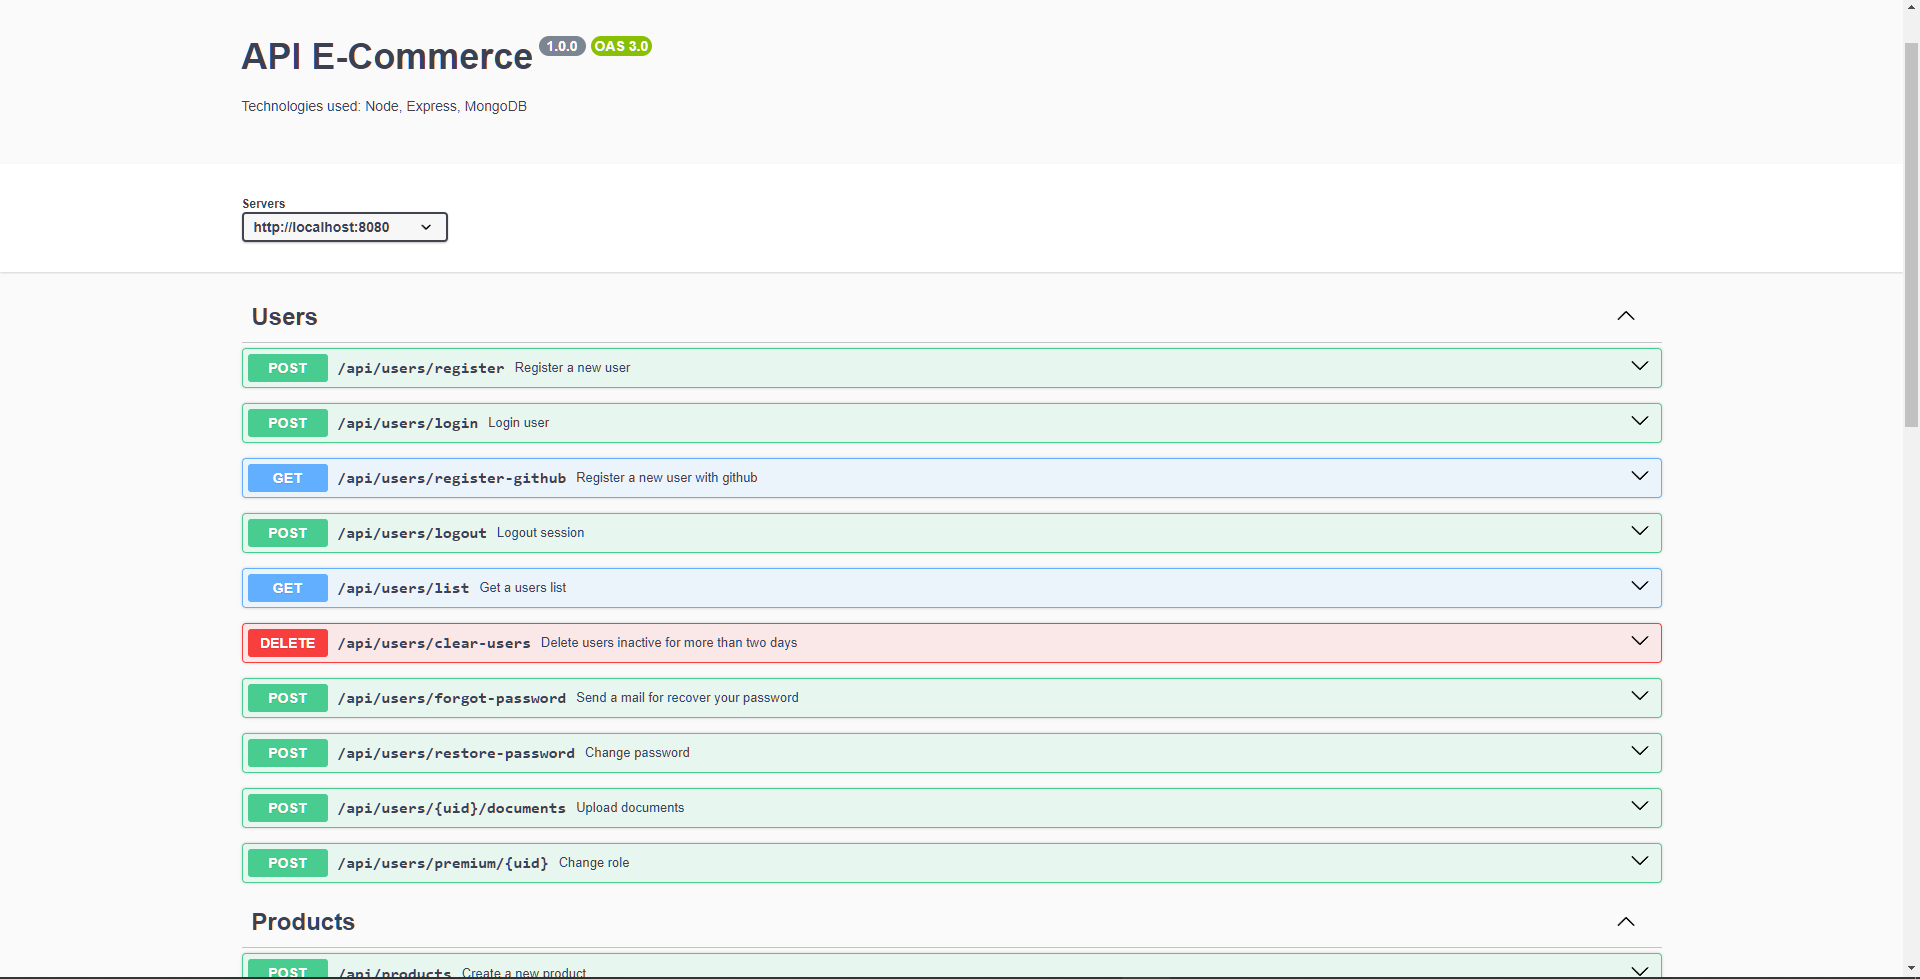 API E-Commerce 1.0.0 OAS 3.0
Technologies used: Node, Express, MongoDB
Servers
http://localhost:8080
Users
POST /api/users/register Register a new user
POST /api/users/login Login user
GET /api/users/register-github Register a new user with github
POST /api/users/logout Logout session
GET /api/users/list Get a users list
DELETE /api/users/clear-users Delete users inactive for more than two days
POST /api/users/forgot-password Send a mail for recover your password
POST /api/users/restore-password Change password
POST /api/users/{uid}/documents Upload documents
POST /api/users/premium/{uid} Change role
Products
POST /api/products Create a new product